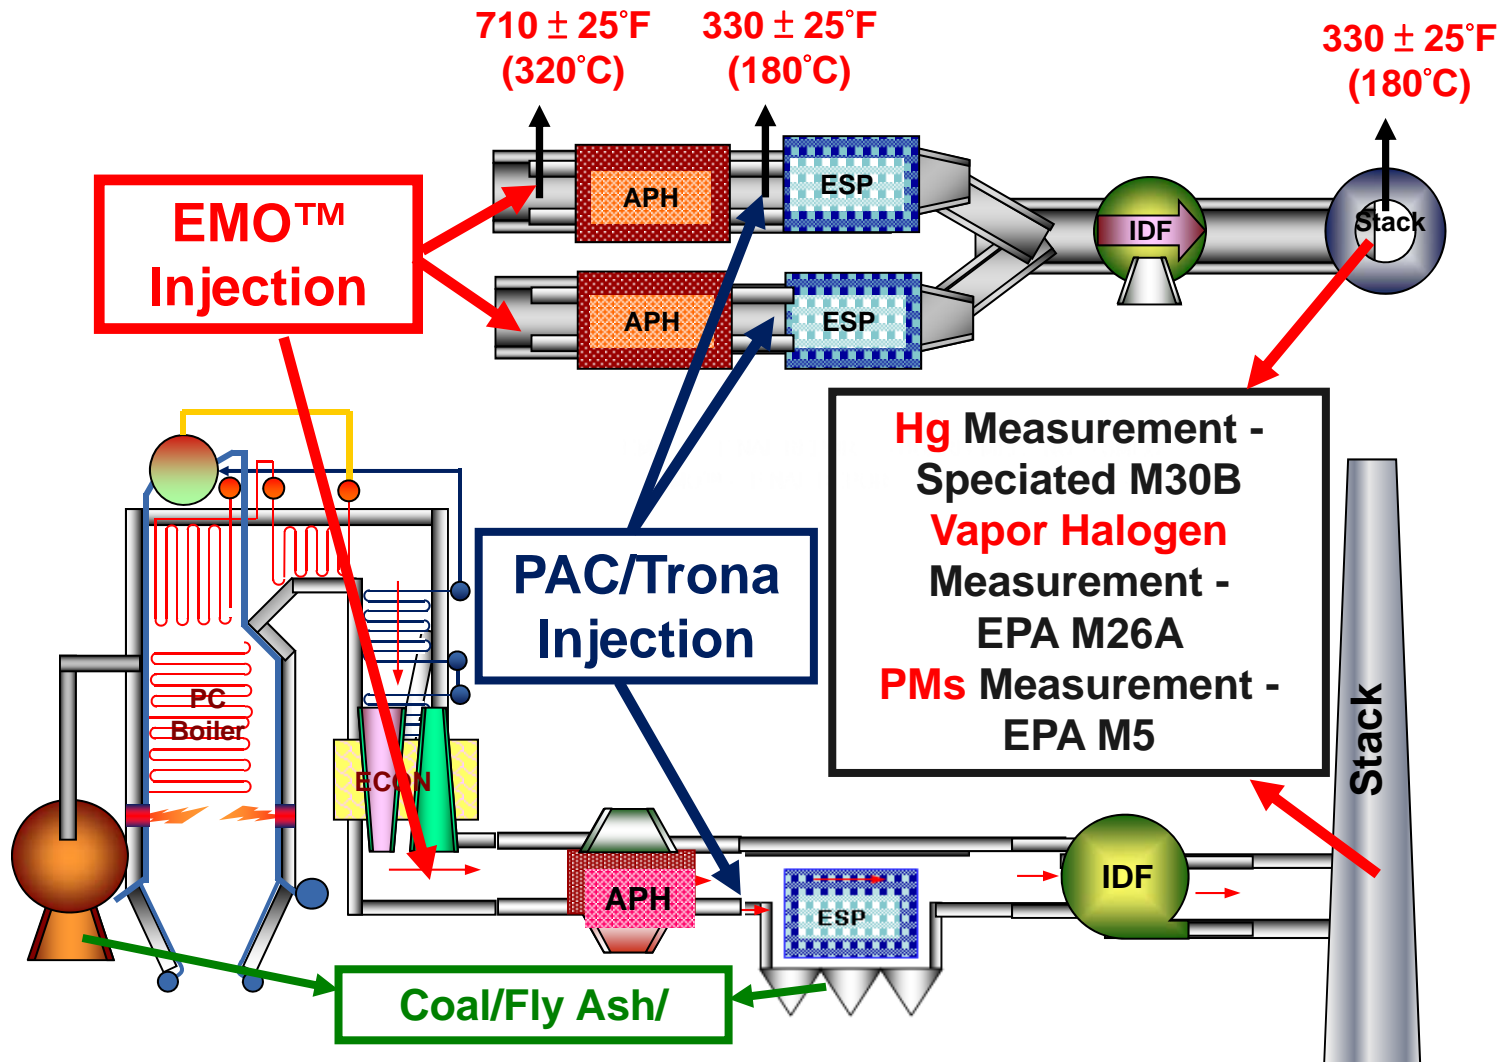 710 ± 25°F
(320°C)
330 ± 25°F
(180°C)
330 ± 25°F
(180°C)
EMO™
Injection
APH
ESP
IDF
Stack
APH
ESP
Hg Measurement -
Speciated M30B
Vapor Halogen
Measurement -
EPA M26A
PMs Measurement -
EPA M5
PAC/Trona
Injection
PC
Boiler
ECON
Stack
APH
ESP
IDF
Coal/Fly Ash/